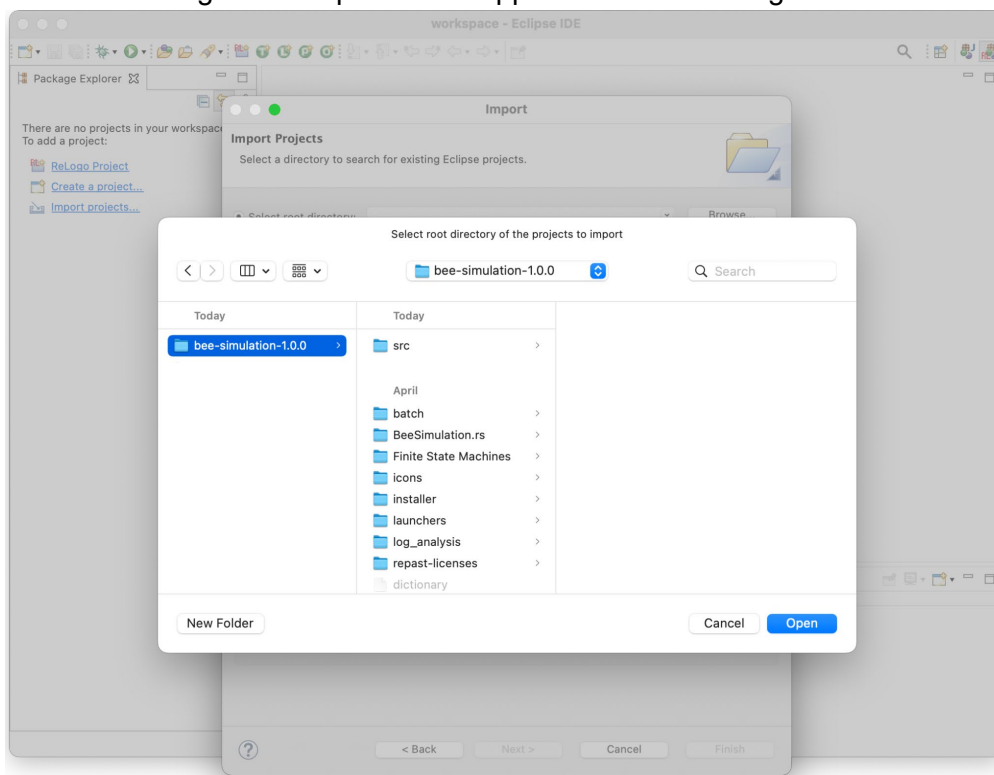 workspace - Eclipse IDE
Package Explorer
There are no projects in your workspac
To add a project:
ReLogo Project
Create a project...
Import projects...
Import
Import Projects
Select a directory to search for existing Eclipse projects.
Select root directory:
Browse
Select root directory of the projects to import
bee-simulation-1.0.0
Search
Today
Today
bee-simulation-1.0.0
src
April
batch
BeeSimulation.rs
Finite State Machines
icons
installer
launchers
log_analysis
repast-licenses
dictionary
New Folder
Cancel
Open
< Back
Next >
Cancel
Finish